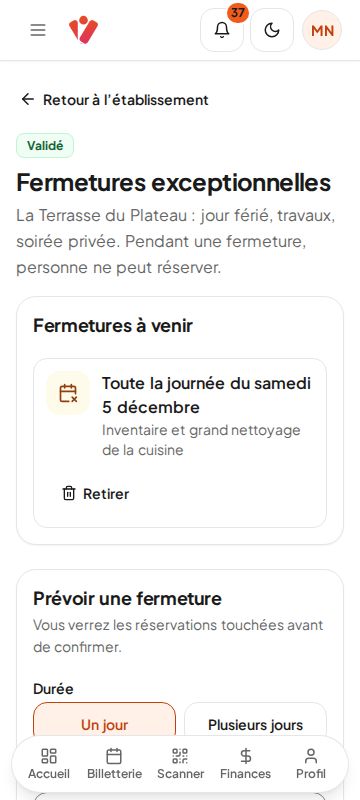 37
MN
Retour à l'établissement
Validé
Fermetures exceptionnelles
La Terrasse du Plateau : jour férié, travaux,
soirée privée. Pendant une fermeture,
personne ne peut réserver.
Fermetures à venir
Toute la journée du samedi
5 décembre
Inventaire et grand nettoyage
de la cuisine
Retirer
Prévoir une fermeture
Vous verrez les réservations touchées avant
de confirmer.
Durée
Un jour
Plusieurs jours
Accueil
Billetterie
Scanner
Finances
Profil